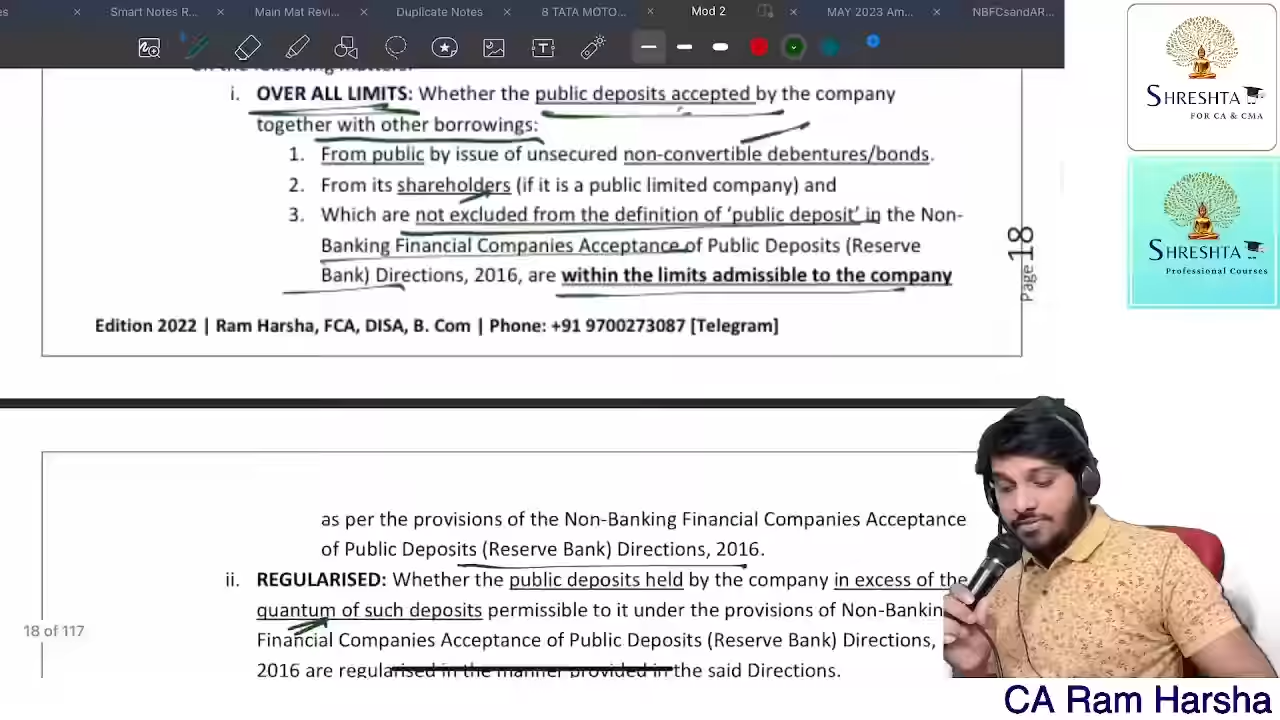 Smart Notes R...
Main Mat Revi...
Duplicate Notes
8 TATA MOTO...
Mod 2
MAY 2023 Am...
NBFCsandAR...
i. OVER ALL LIMITS: Whether the public deposits accepted by the company
together with other borrowings:
1. From public by issue of unsecured non-convertible debentures/bonds.
2. From its shareholders (if it is a public limited company) and
3. Which are not excluded from the definition of 'public deposit' in the Non-
Banking Financial Companies Acceptance of Public Deposits (Reserve
Bank) Directions, 2016, are within the limits admissible to the company
Page 18
Edition 2022 | Ram Harsha, FCA, DISA, B. Com | Phone: +91 9700273087 [Telegram]
as per the provisions of the Non-Banking Financial Companies Acceptance
of Public Deposits (Reserve Bank) Directions, 2016.
ii. REGULARISED: Whether the public deposits held by the company in excess of the
quantum of such deposits permissible to it under the provisions of Non-Bankin
Financial Companies Acceptance of Public Deposits (Reserve Bank) Directions,
2016 are regularised in the manner provided in the said Directions.
18 of 117
SHRESHTA
FOR CA & CMA
SHRESHTA
Professional Courses
CA Ram Harsha